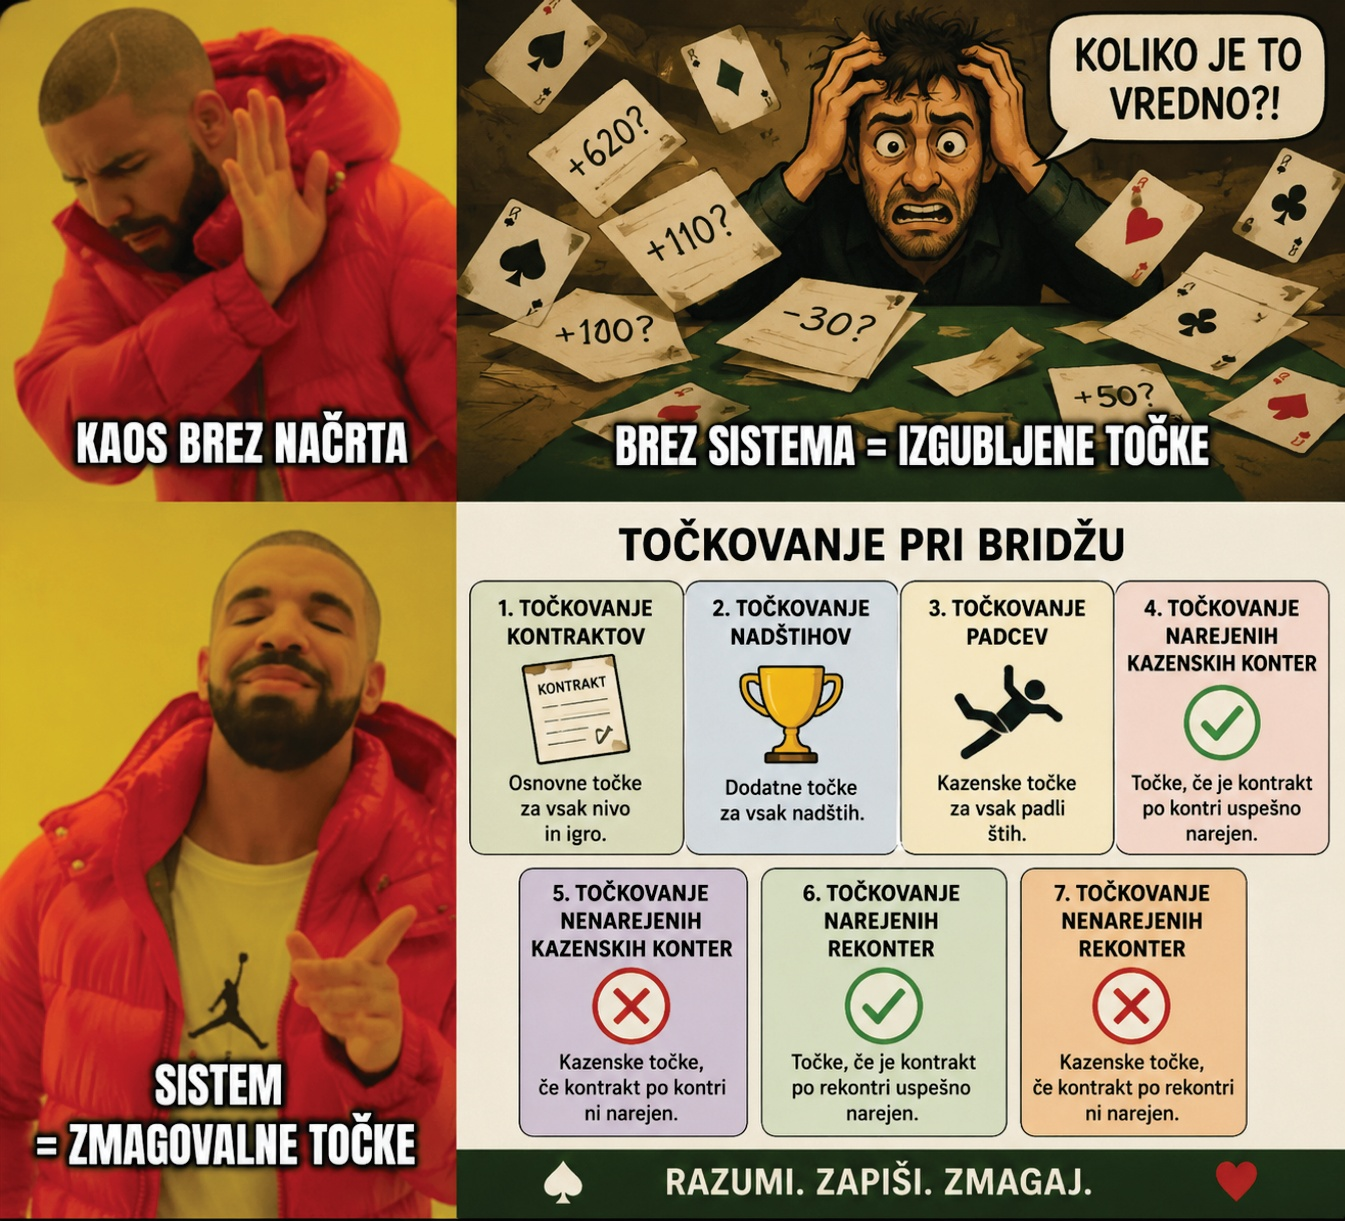 KOLIKO JE TO
VREDNO?!
+620?
+110?
+100?
-30?
+50?
KAOS BREZ NAČRTA
BREZ SISTEMA = IZGUBLJENE TOČKE
TOČKOVANJE PRI BRIDŽU
1. TOČKOVANJE
KONTRAKTOV
KONTRAKT
Osnovne točke
za vsak nivo
in igro.
2. TOČKOVANJE
NADŠTIHOV
Dodatne točke
za vsak nadštih.
3. TOČKOVANJE
PADCEV
Kazenske točke
za vsak padli
štih.
4. TOČKOVANJE
NAREJENIH
KAZENSKIH KONTER
Točke, če je kontrakt
po kontri uspešno
narejen.
5. TOČKOVANJE
NENAREJENIH
KAZENSKIH KONTER
Kazenske točke,
če kontrakt po kontri
ni narejen.
6. TOČKOVANJE
NAREJENIH
REKONTER
Točke, če je kontrakt
po rekontri uspešno
narejen.
7. TOČKOVANJE
NENAREJENIH
REKONTER
Kazenske točke,
če kontrakt po rekontri
ni narejen.
SISTEM
= ZMAGOVALNE TOČKE
RAZUMI. ZAPIŠI. ZMAGAJ.